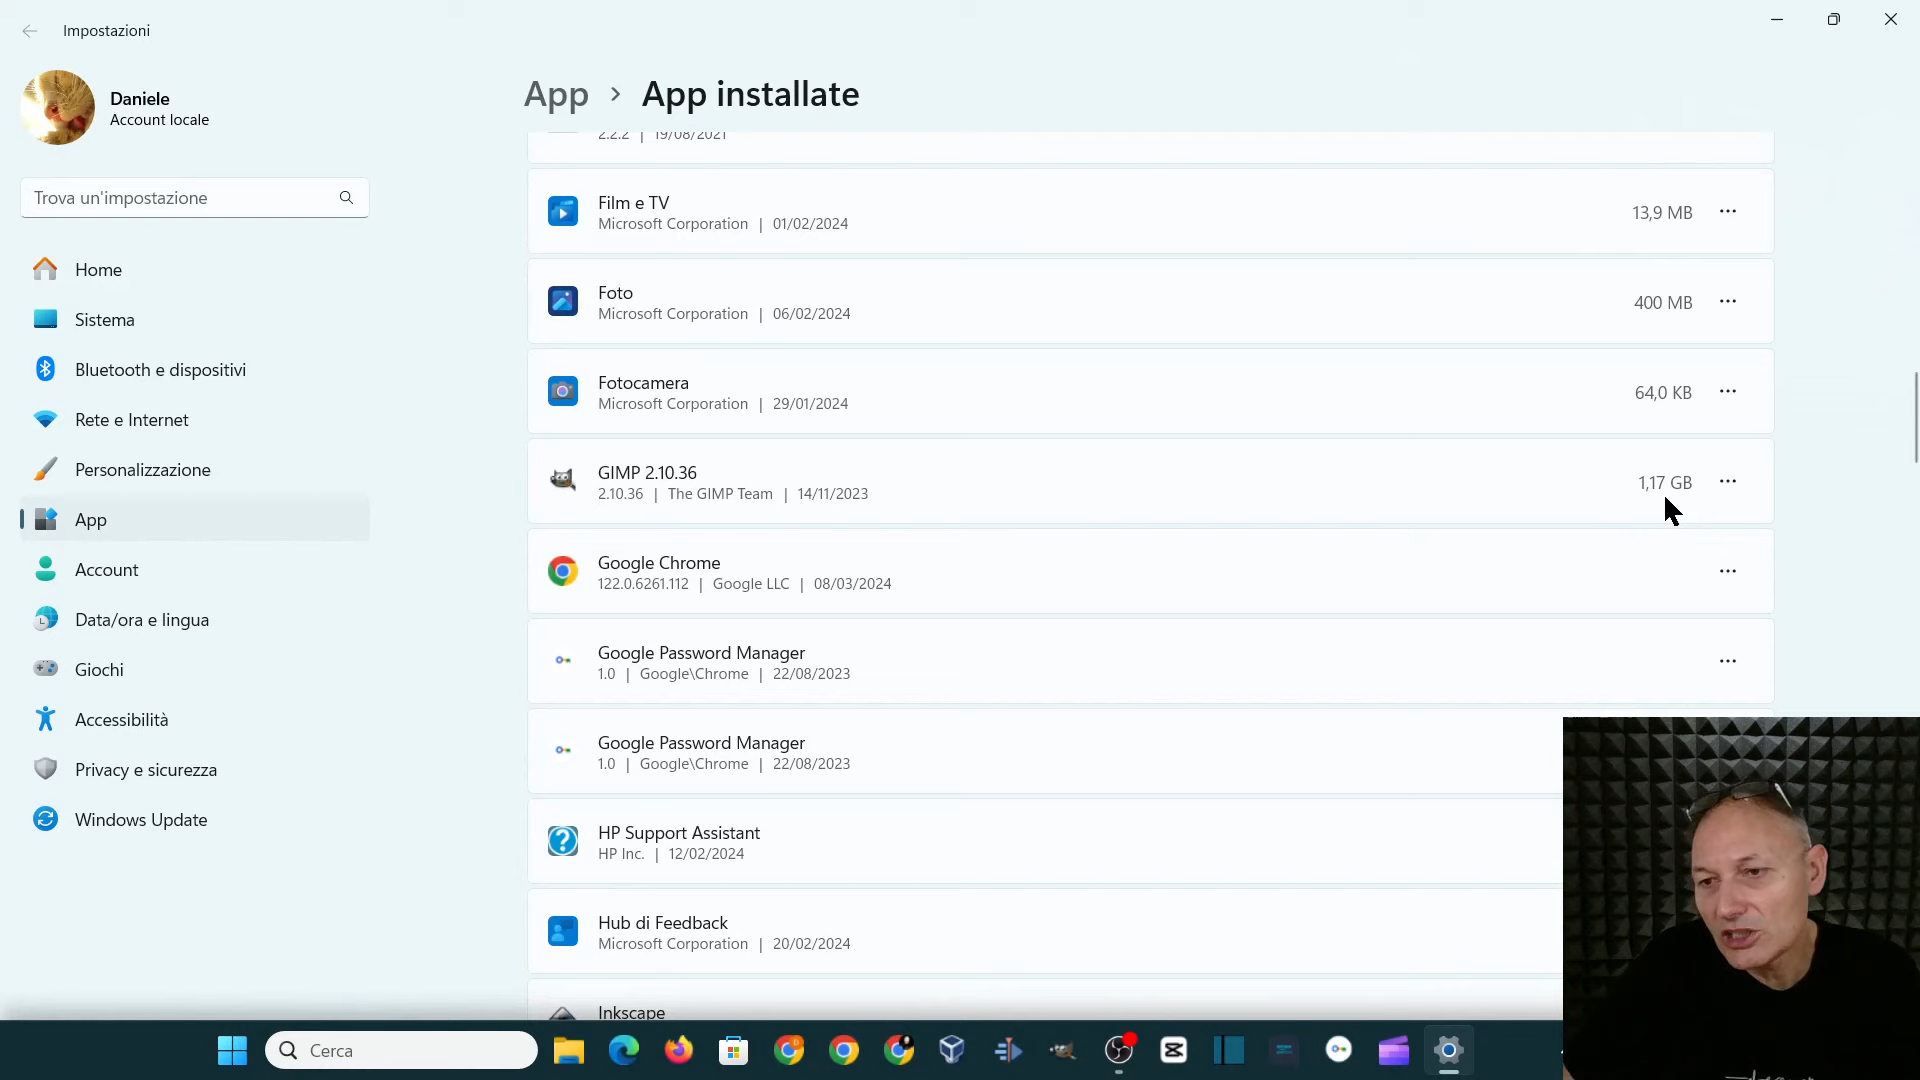 Impostazioni
Daniele
Account locale
Trova un'impostazione
Home
Sistema
Bluetooth e dispositivi
Rete e Internet
Personalizzazione
App
Account
Data/ora e lingua
Giochi
Accessibilità
Privacy e sicurezza
Windows Update
App > App installate
2.2.2 | 19/08/2021
Film e TV
Microsoft Corporation | 01/02/2024
13,9 MB
Foto
Microsoft Corporation | 06/02/2024
400 MB
Fotocamera
Microsoft Corporation | 29/01/2024
64,0 KB
GIMP 2.10.36
2.10.36 | The GIMP Team | 14/11/2023
1,17 GB
Google Chrome
122.0.6261.112 | Google LLC | 08/03/2024
Google Password Manager
1.0 | Google\Chrome | 22/08/2023
Google Password Manager
1.0 | Google\Chrome | 22/08/2023
HP Support Assistant
HP Inc. | 12/02/2024
Hub di Feedback
Microsoft Corporation | 20/02/2024
Inkscape
Cerca